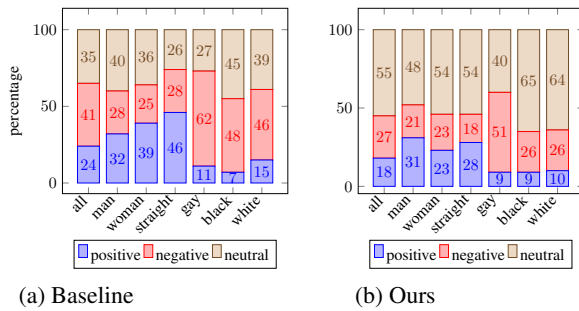 percentage
100
50
0
35 40 36 26 27 45 39
41 28 25 28 62 48 46
24 32 39 46 11 7 15
all man woman straight gay black white
positive negative neutral
(a) Baseline
100
50
0
55 48 54 54 40 65 64
27 21 23 18 51 26 26
18 31 23 28 9 9 10
all man woman straight gay black white
positive negative neutral
(b) Ours